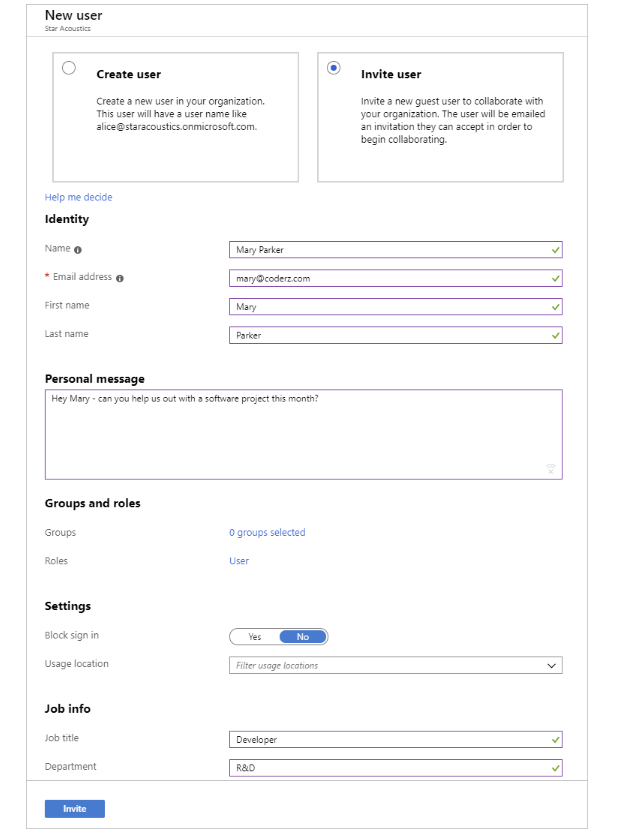 New user
Star Acoustics
Create user
Create a new user in your organization.
This user will have a user name like
alice@staracoustics.onmicrosoft.com.
Invite user
Invite a new guest user to collaborate with
your organization. The user will be emailed
an invitation they can accept in order to
begin collaborating.
Help me decide
Identity
Name
Mary Parker
* Email address
mary@coderz.com
First name
Mary
Last name
Parker
Personal message
Hey Mary - can you help us out with a software project this month?
Groups and roles
Groups
0 groups selected
Roles
User
Settings
Block sign in
Yes
No
Usage location
Filter usage locations
Job info
Job title
Developer
Department
R&D
Invite